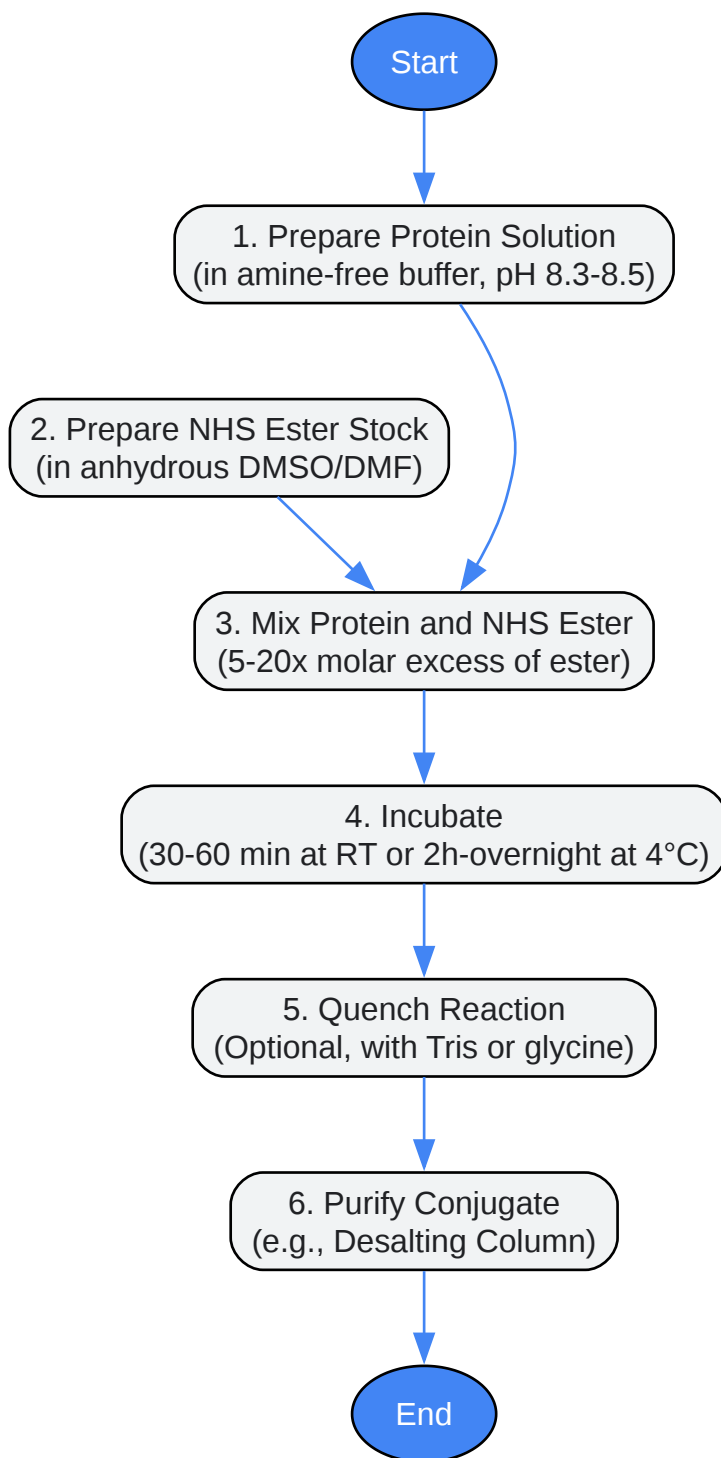 Start
1. Prepare Protein Solution
(in amine-free buffer, pH 8.3-8.5)
2. Prepare NHS Ester Stock
(in anhydrous DMSO/DMF)
3. Mix Protein and NHS Ester
(5-20x molar excess of ester)
4. Incubate
(30-60 min at RT or 2h-overnight at 4°C)
5. Quench Reaction
(Optional, with Tris or glycine)
6. Purify Conjugate
(e.g., Desalting Column)
End